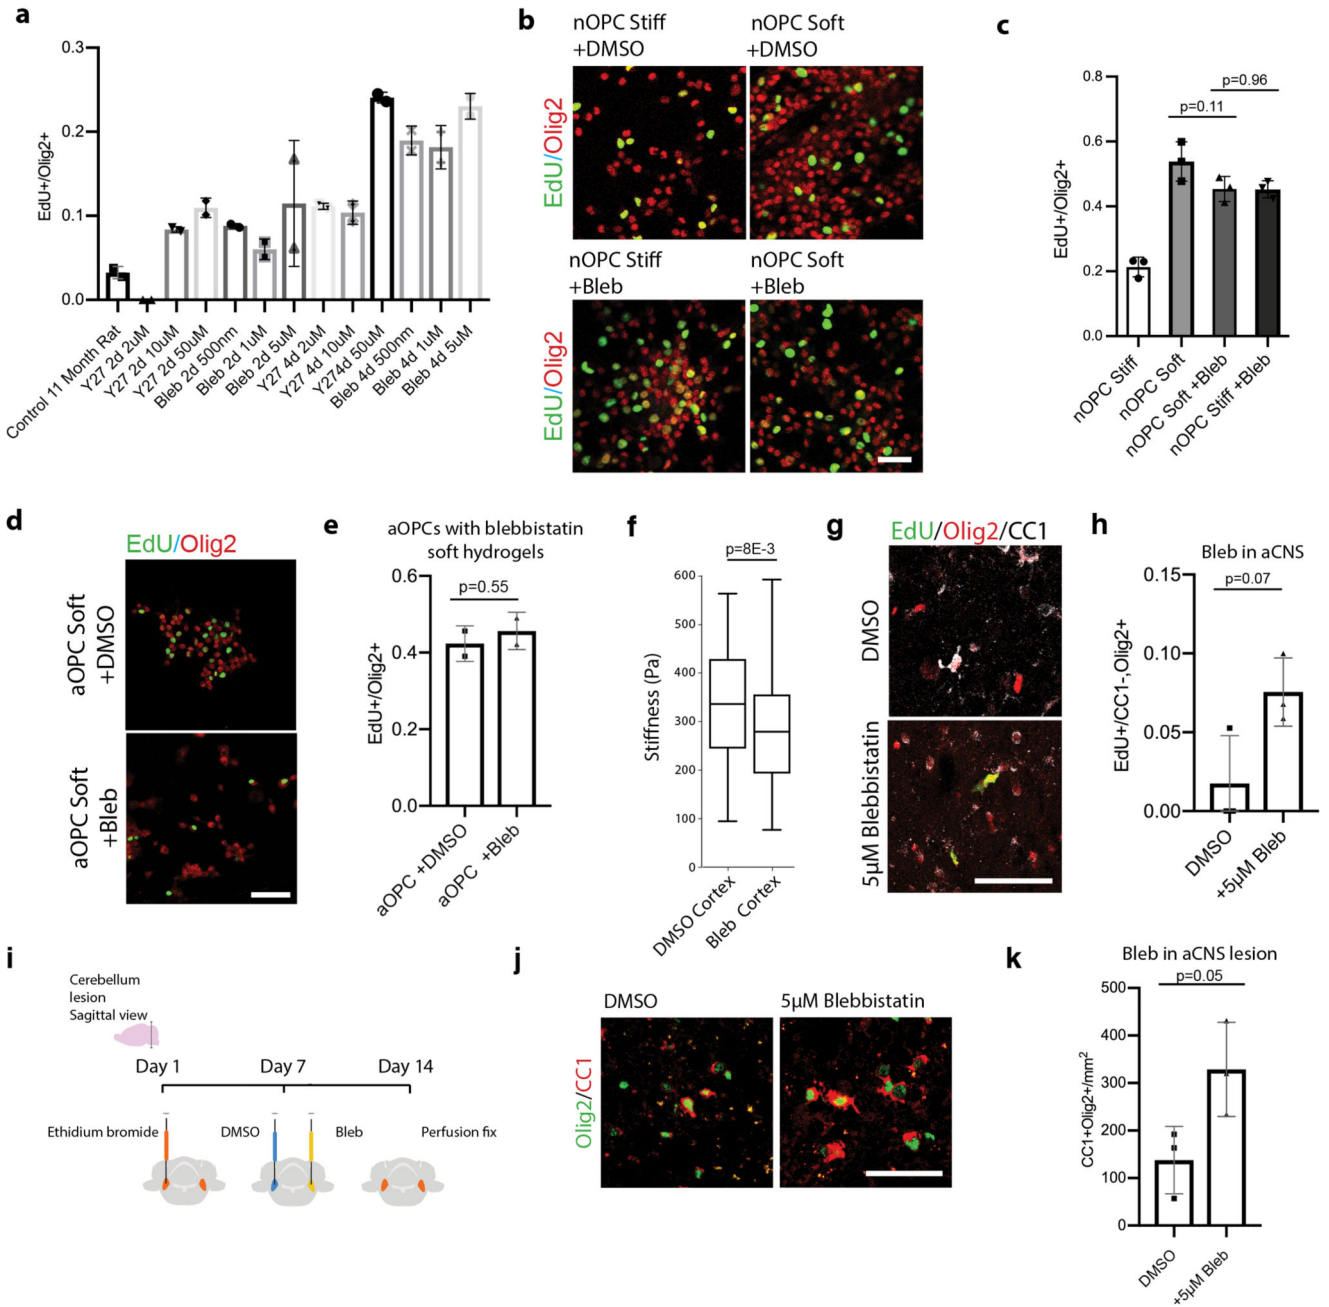 a
0.3
0.2
0.1
0.0
EdU+/Olig2+
Control 11 Month Rat
Y27 2d 2uM
Y27 2d 10uM
Y27 2d 50uM
Bleb 2d 500nm
Bleb 2d 1uM
Bleb 2d 5uM
Y27 4d 2uM
Y27 4d 10uM
Y274d 50uM
Bleb 4d 500nm
Bleb 4d 1uM
Bleb 4d 5uM
b
nOPC Stiff
+DMSO
nOPC Soft
+DMSO
EdU/Olig2
nOPC Stiff
+Bleb
nOPC Soft
+Bleb
EdU/Olig2
c
p=0.96
p=0.11
0.8
0.6
0.4
0.2
0.0
EdU+/Olig2+
nOPC Stiff
nOPC Soft
nOPC Soft +Bleb
nOPC Stiff +Bleb
d
EdU/Olig2
aOPC Soft
+DMSO
aOPC Soft
+Bleb
e
aOPCs with blebbistatin
soft hydrogels
p=0.55
0.6
0.4
0.2
0.0
EdU+/Olig2+
aOPC +DMSO
aOPC +Bleb
f
p=8E-3
600
500
400
300
200
100
0
Stiffness (Pa)
DMSO Cortex
Bleb Cortex
g
EdU/Olig2/CC1
DMSO
5µM Blebbistatin
h
Bleb in aCNS
p=0.07
0.15
0.10
0.05
0.00
EdU+/CC1-,Olig2+
DMSO
+5µM Bleb
i
Cerebellum
lesion
Sagittal view
Day 1
Day 7
Day 14
Ethidium bromide
DMSO
Bleb
Perfusion fix
j
DMSO
5µM Blebbistatin
Olig2/CC1
k
Bleb in aCNS lesion
p=0.05
500
400
300
200
100
0
CC1+Olig2+/mm²
DMSO
+5µM Bleb